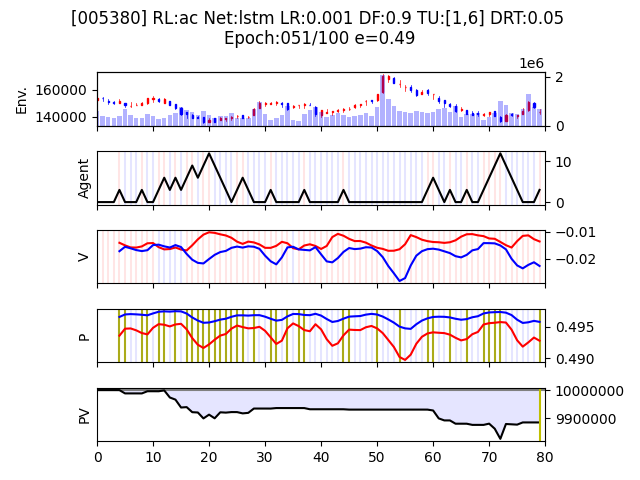 [005380] RL:ac Net:lstm LR:0.001 DF:0.9 TU:[1,6] DRT:0.05
Epoch:051/100 e=0.49
1e6
Env.
160000
140000
2
0
Agent
10
0
V
−0.01
−0.02
P
0.495
0.490
PV
10000000
9900000
0 10 20 30 40 50 60 70 80